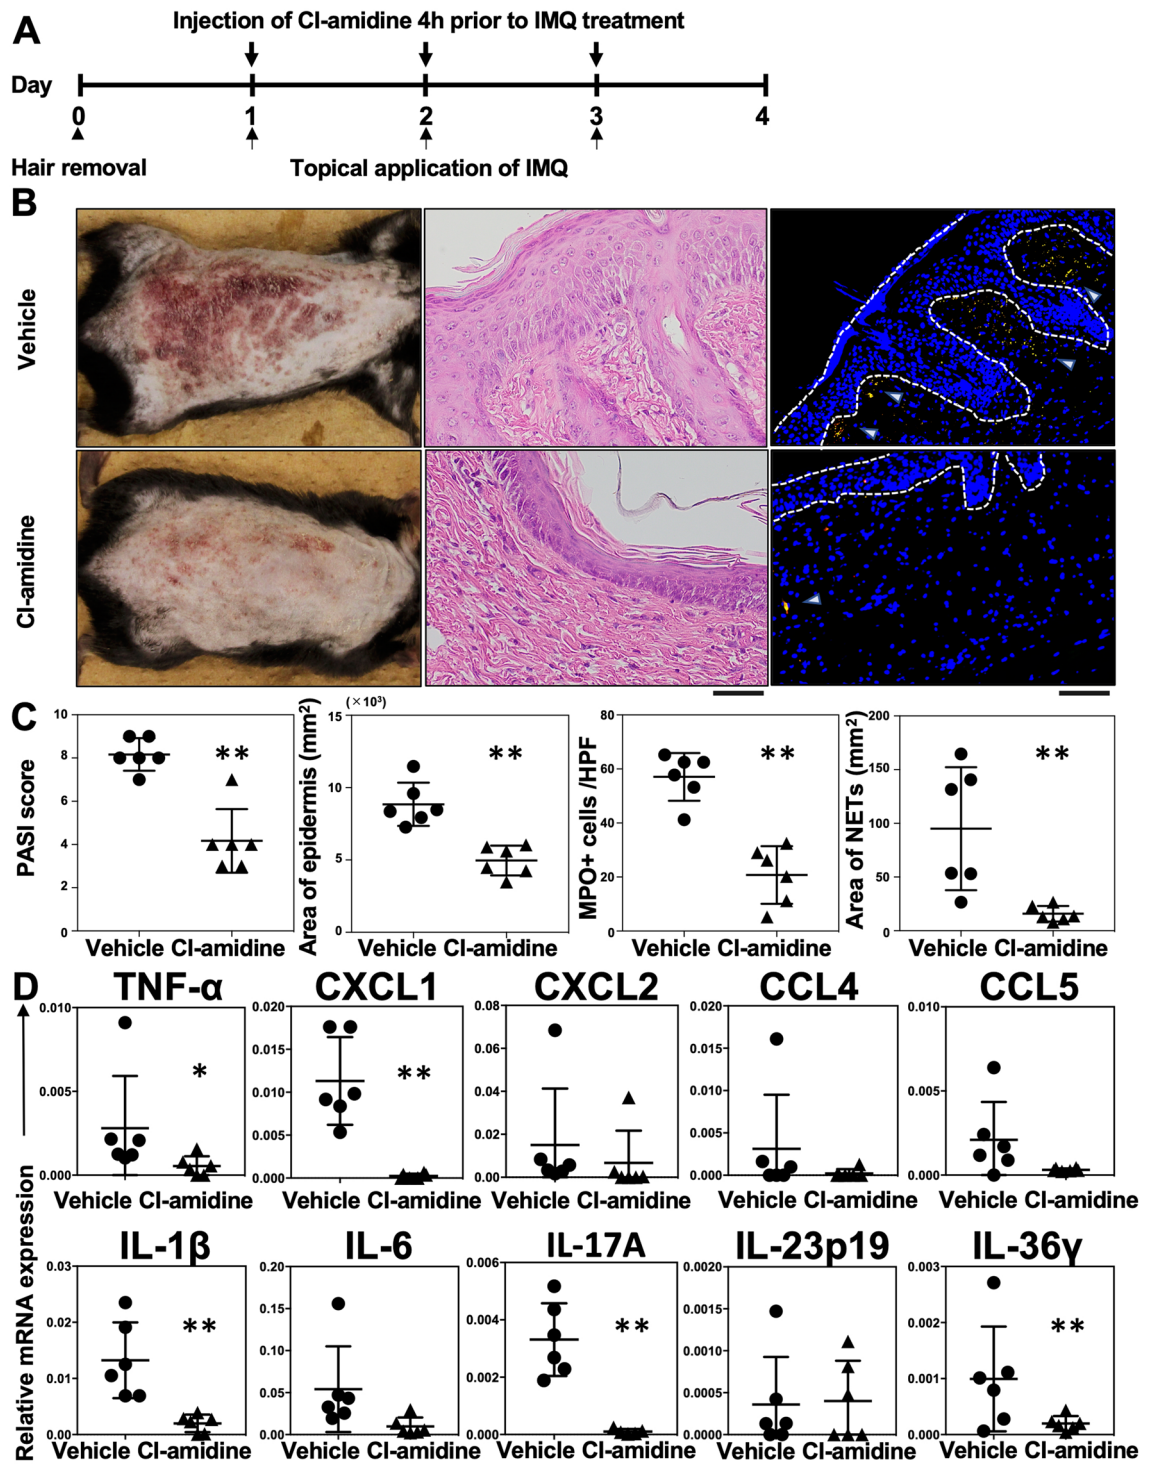 A
Injection of Cl-amidine 4h prior to IMQ treatment
Day
0 1 2 3 4
Hair removal Topical application of IMQ
B
Vehicle
Cl-amidine
C
PASI score
10
8
6
4
2
0
**
Vehicle Cl-amidine
Area of epidermis (mm²)
(×10³)
15
10
5
0
**
Vehicle Cl-amidine
MPO+ cells /HPF
80
60
40
20
0
**
Vehicle Cl-amidine
Area of NETs (mm²)
200
150
100
50
0
**
Vehicle Cl-amidine
D
Relative mRNA expression
TNF-α
0.010
0.005
0.000
*
Vehicle Cl-amidine
CXCL1
0.020
0.015
0.010
0.005
0.000
**
Vehicle Cl-amidine
CXCL2
0.08
0.06
0.04
0.02
0.00
Vehicle Cl-amidine
CCL4
0.020
0.015
0.010
0.005
0.000
Vehicle Cl-amidine
CCL5
0.010
0.005
0.000
Vehicle Cl-amidine
IL-1β
0.03
0.02
0.01
0.00
**
Vehicle Cl-amidine
IL-6
0.20
0.15
0.10
0.05
0.00
Vehicle Cl-amidine
IL-17A
0.006
0.004
0.002
0.000
**
Vehicle Cl-amidine
IL-23p19
0.0020
0.0015
0.0010
0.0005
0.0000
Vehicle Cl-amidine
IL-36γ
0.003
0.002
0.001
0.000
**
Vehicle Cl-amidine